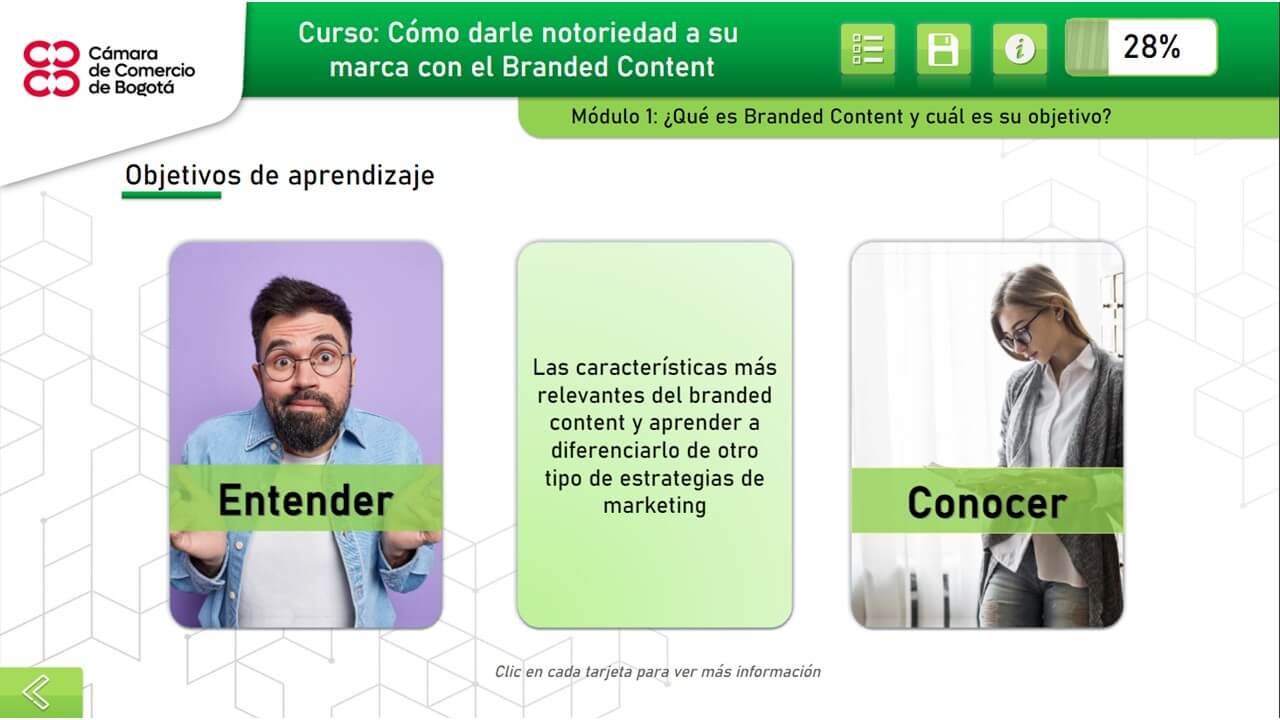 Cámara
de Comercio
de Bogotá
Curso: Cómo darle notoriedad a su
marca con el Branded Content
28%
Módulo 1: ¿Qué es Branded Content y cuál es su objetivo?
Objetivos de aprendizaje
Entender
Las características más
relevantes del branded
content y aprender a
diferenciarlo de otro
tipo de estrategias de
marketing
Conocer
Clic en cada tarjeta para ver más información